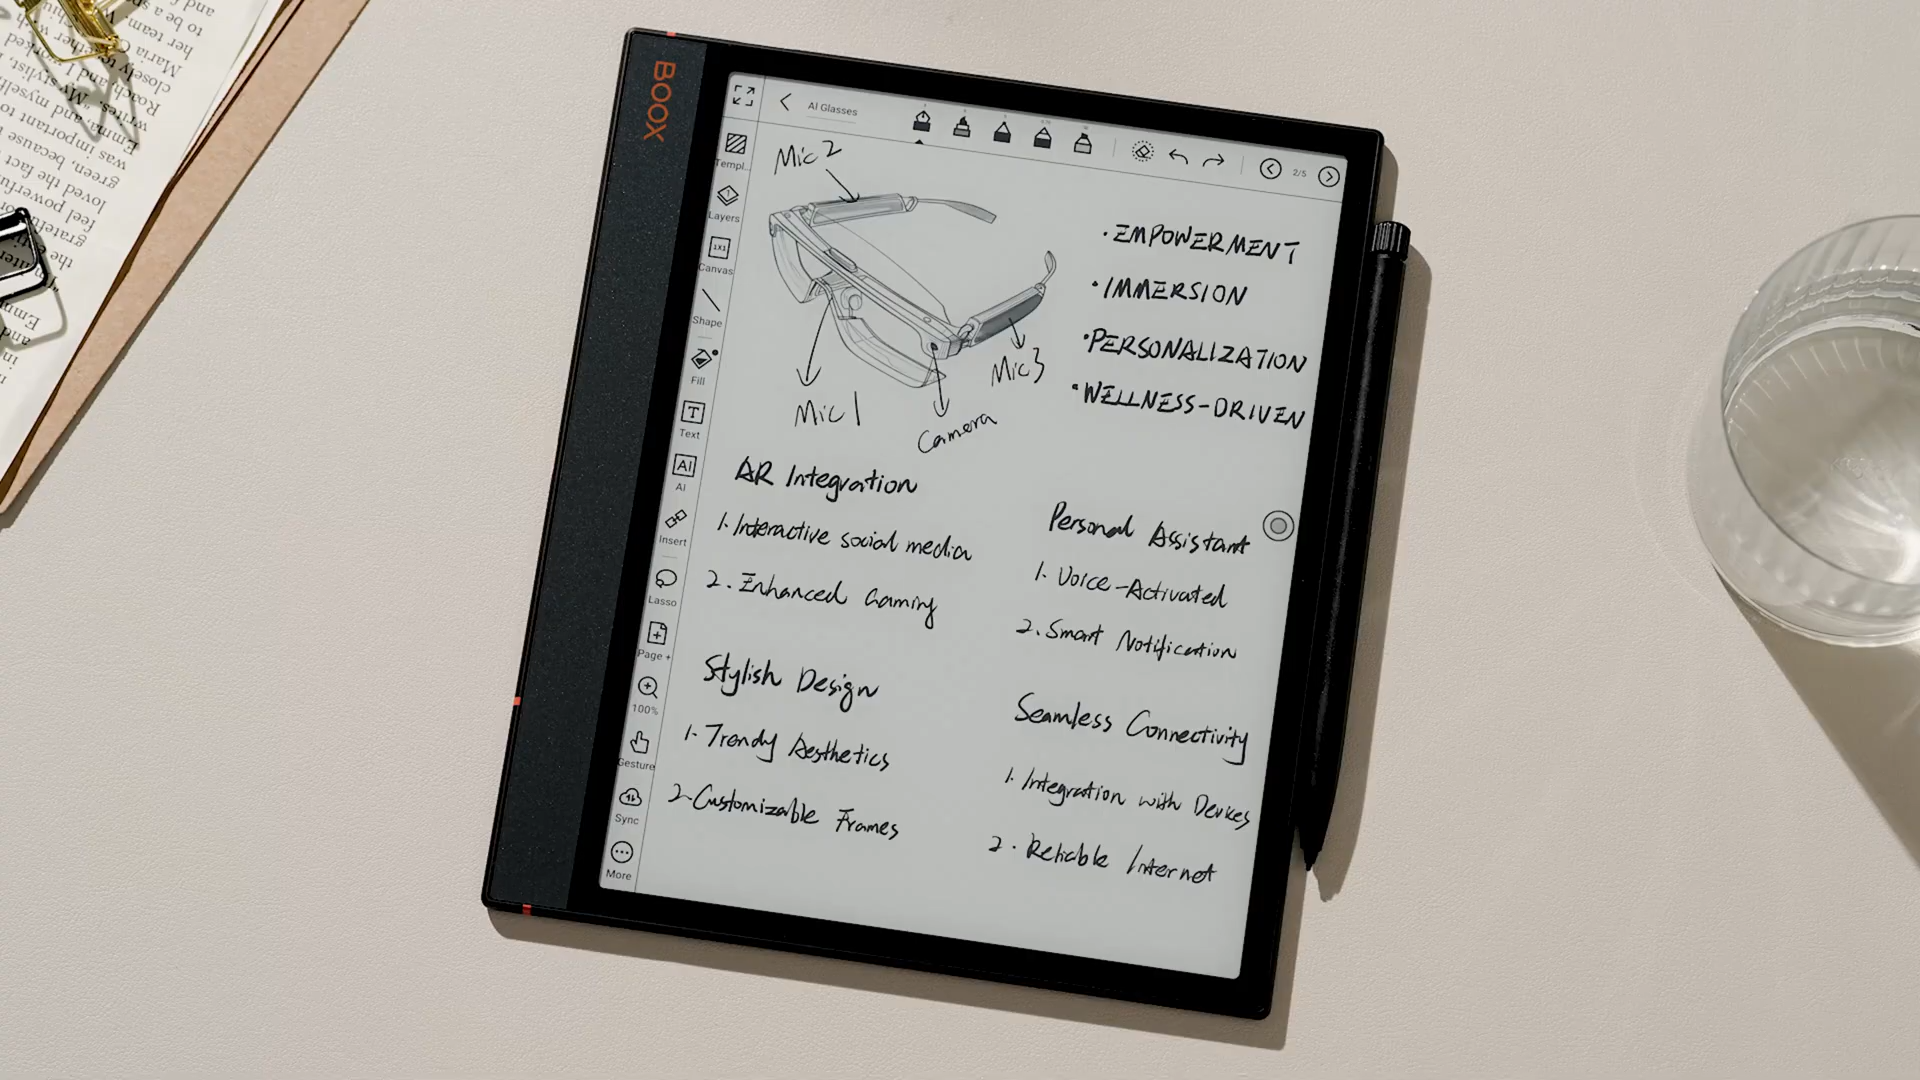 BOOX
AI Glasses
2/5
Templ..
Layers
Canvas
Shape
Fill
T
Text
AI
AI
Insert
Lasso
Page +
100%
Gesture
Sync
More
Mic 2
Mic 1
Camera
Mic 3
· EMPOWERMENT
· IMMERSION
· PERSONALIZATION
· WELLNESS-DRIVEN
AR Integration
1. Interactive social media
2. Enhanced Gaming
Stylish Design
1. Trendy Aesthetics
2. Customizable Frames
Personal Assistant
1. Voice-Activated
2. Smart Notification
Seamless Connectivity
1. Integration with Devices
2. Reliable Internet